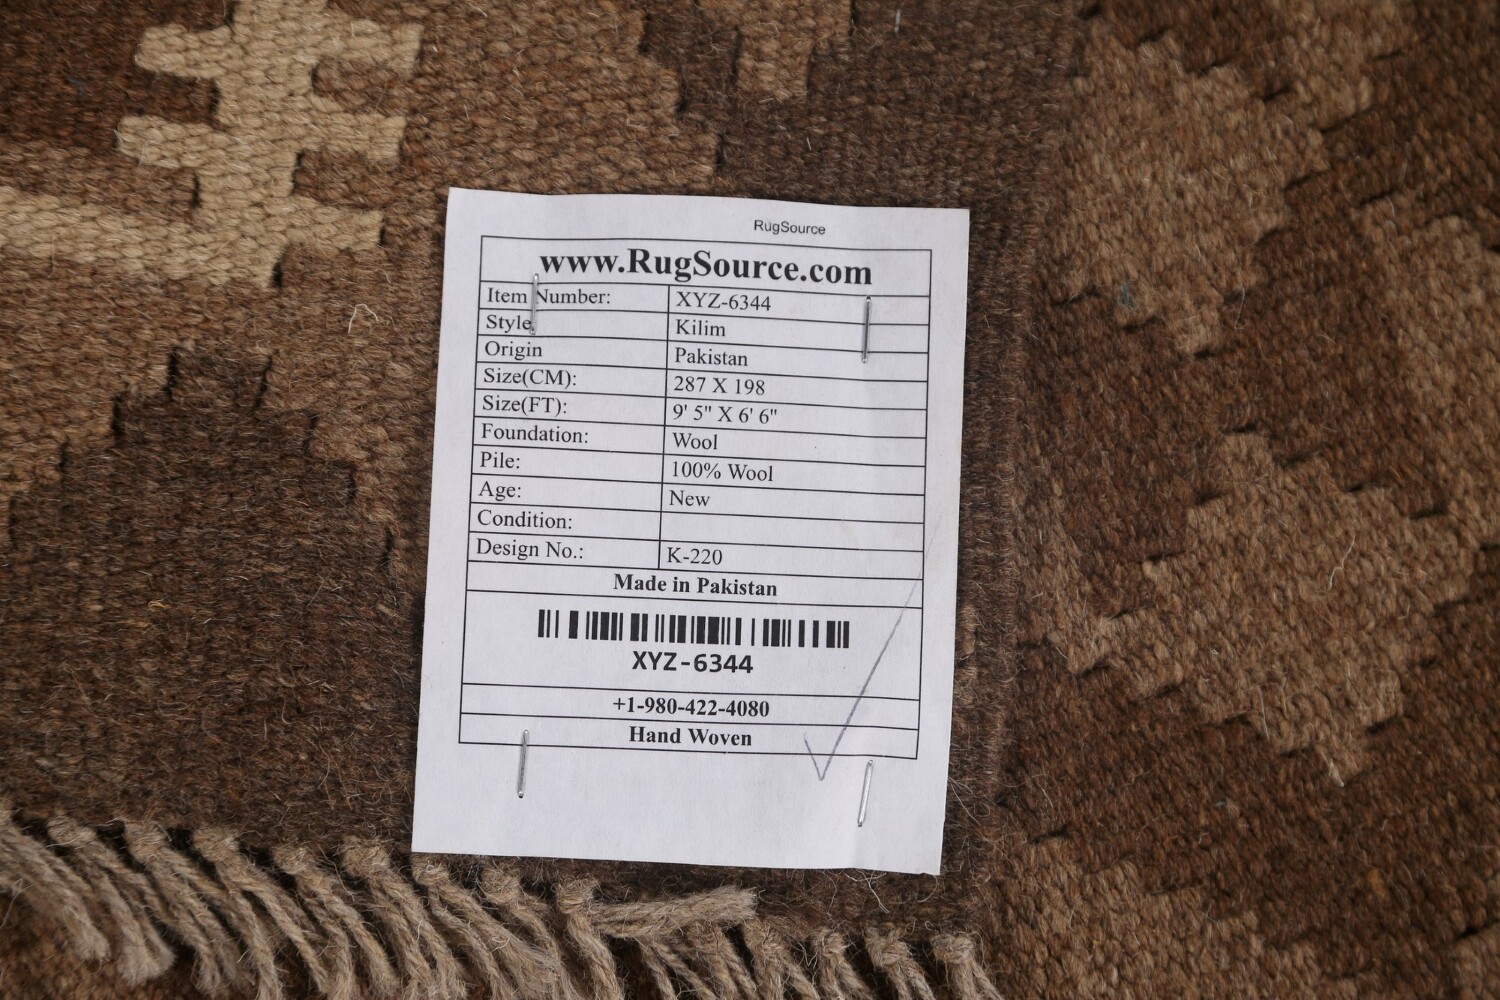 RugSource
www.RugSource.com
Item Number: XYZ-6344
Style Kilim
Origin Pakistan
Size(CM): 287 X 198
Size(FT): 9' 5" X 6' 6"
Foundation: Wool
Pile: 100% Wool
Age: New
Condition:
Design No.: K-220
Made in Pakistan
XYZ-6344
+1-980-422-4080
Hand Woven